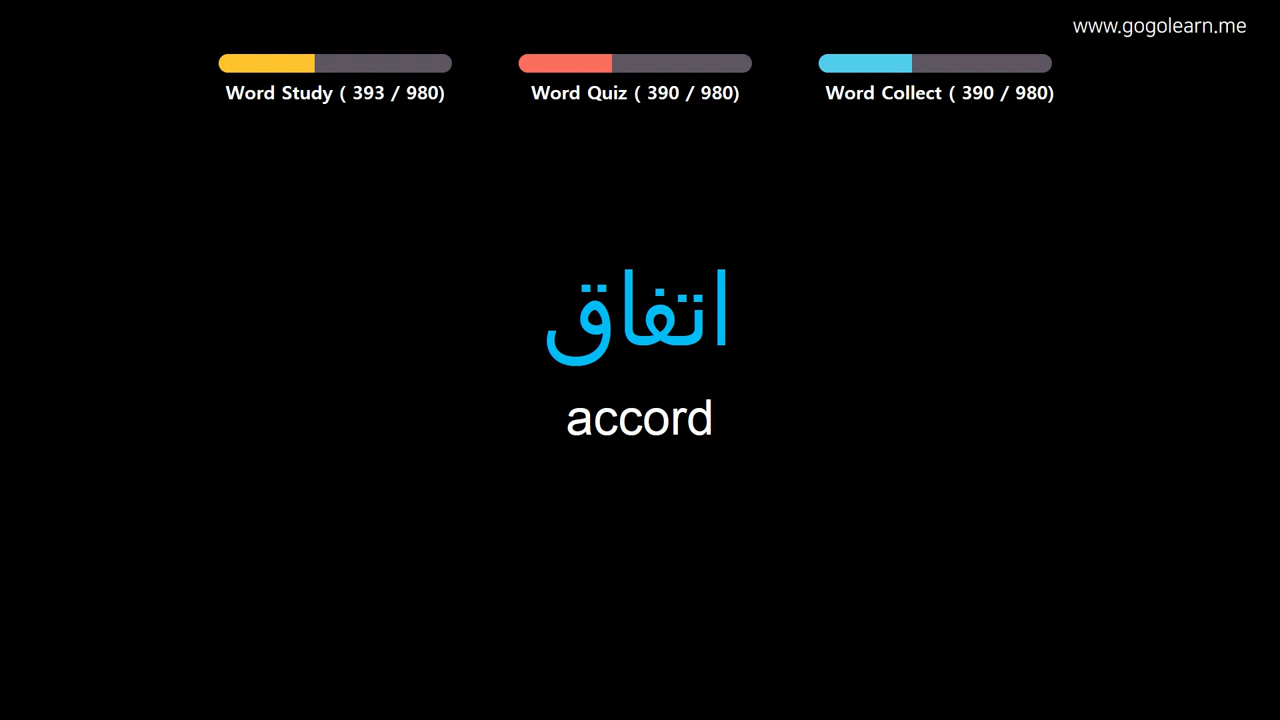 www.gogolearn.me
Word Study ( 393 / 980)
Word Quiz ( 390 / 980)
Word Collect ( 390 / 980)
اتفاق
accord